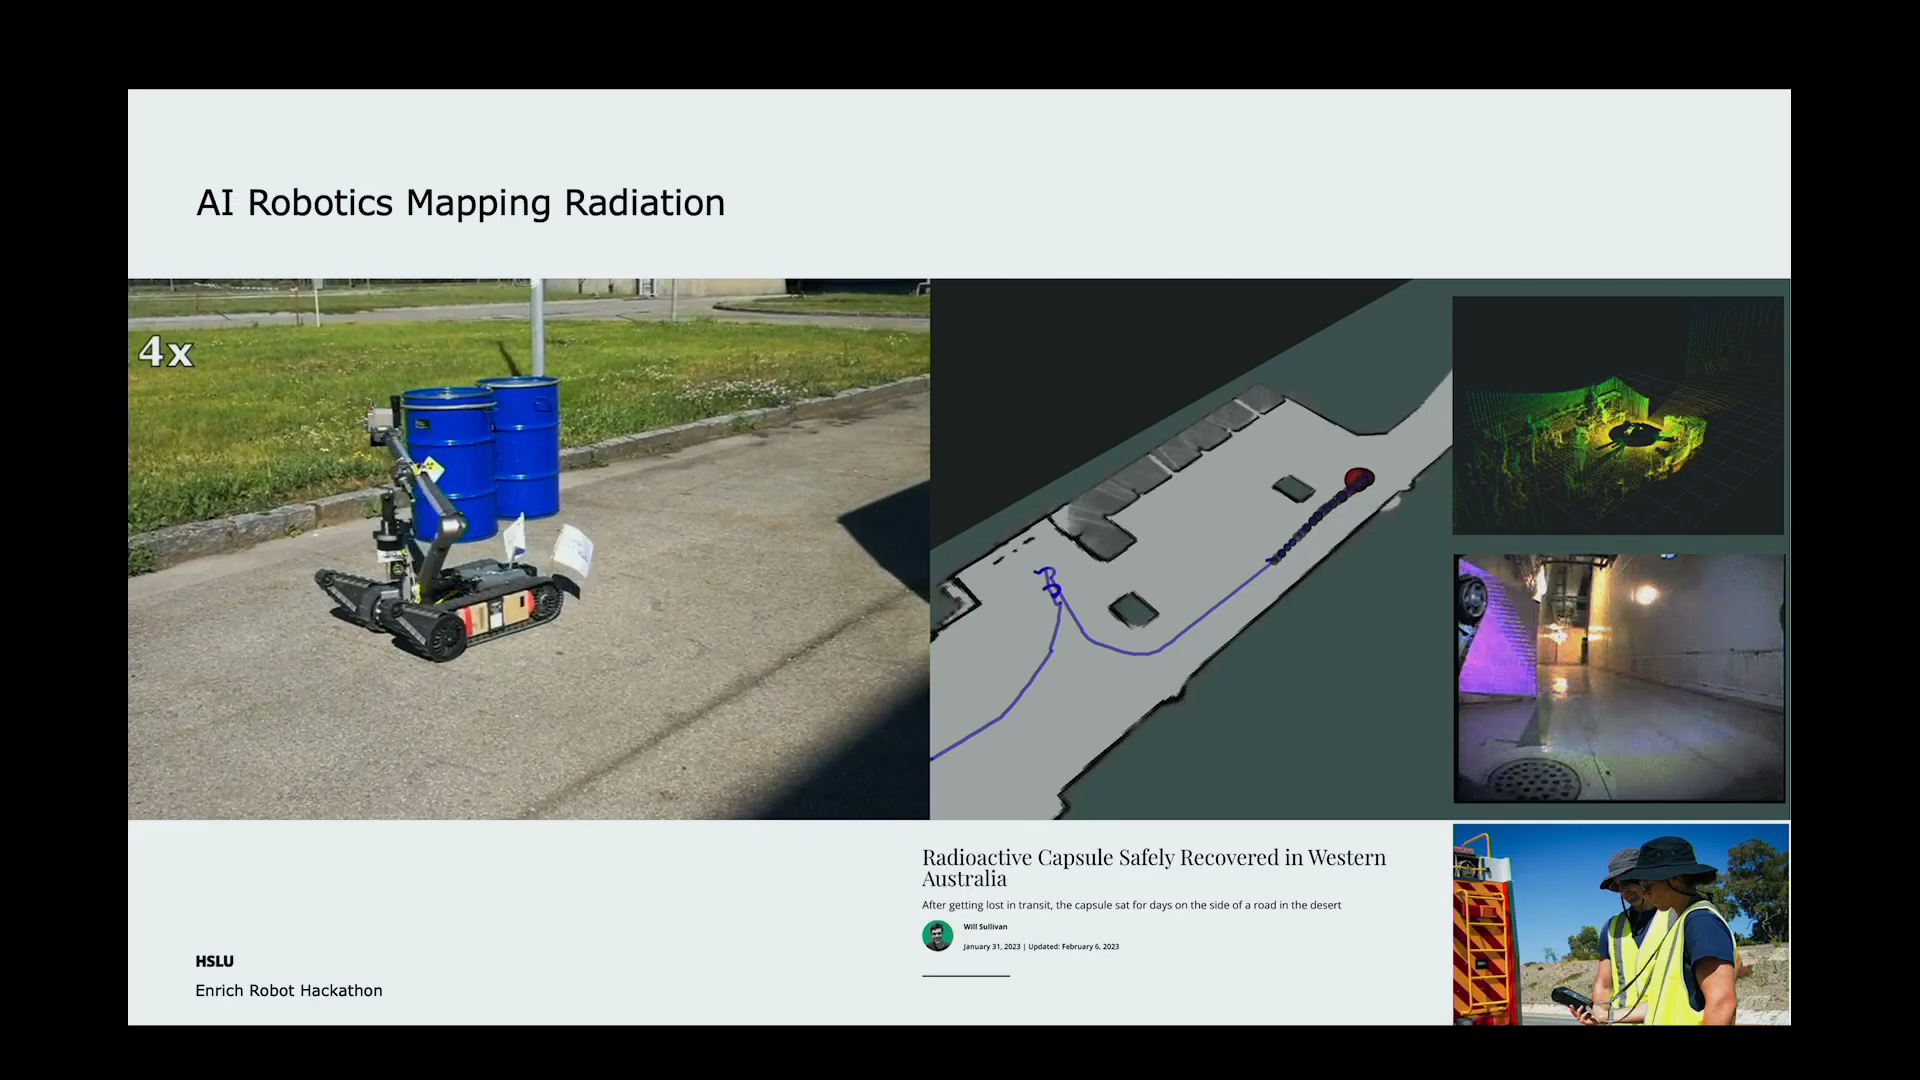 AI Robotics Mapping Radiation
4x
Radioactive Capsule Safely Recovered in Western
Australia
After getting lost in transit, the capsule sat for days on the side of a road in the desert
Will Sullivan
January 31, 2023 | Updated: February 6, 2023
HSLU
Enrich Robot Hackathon